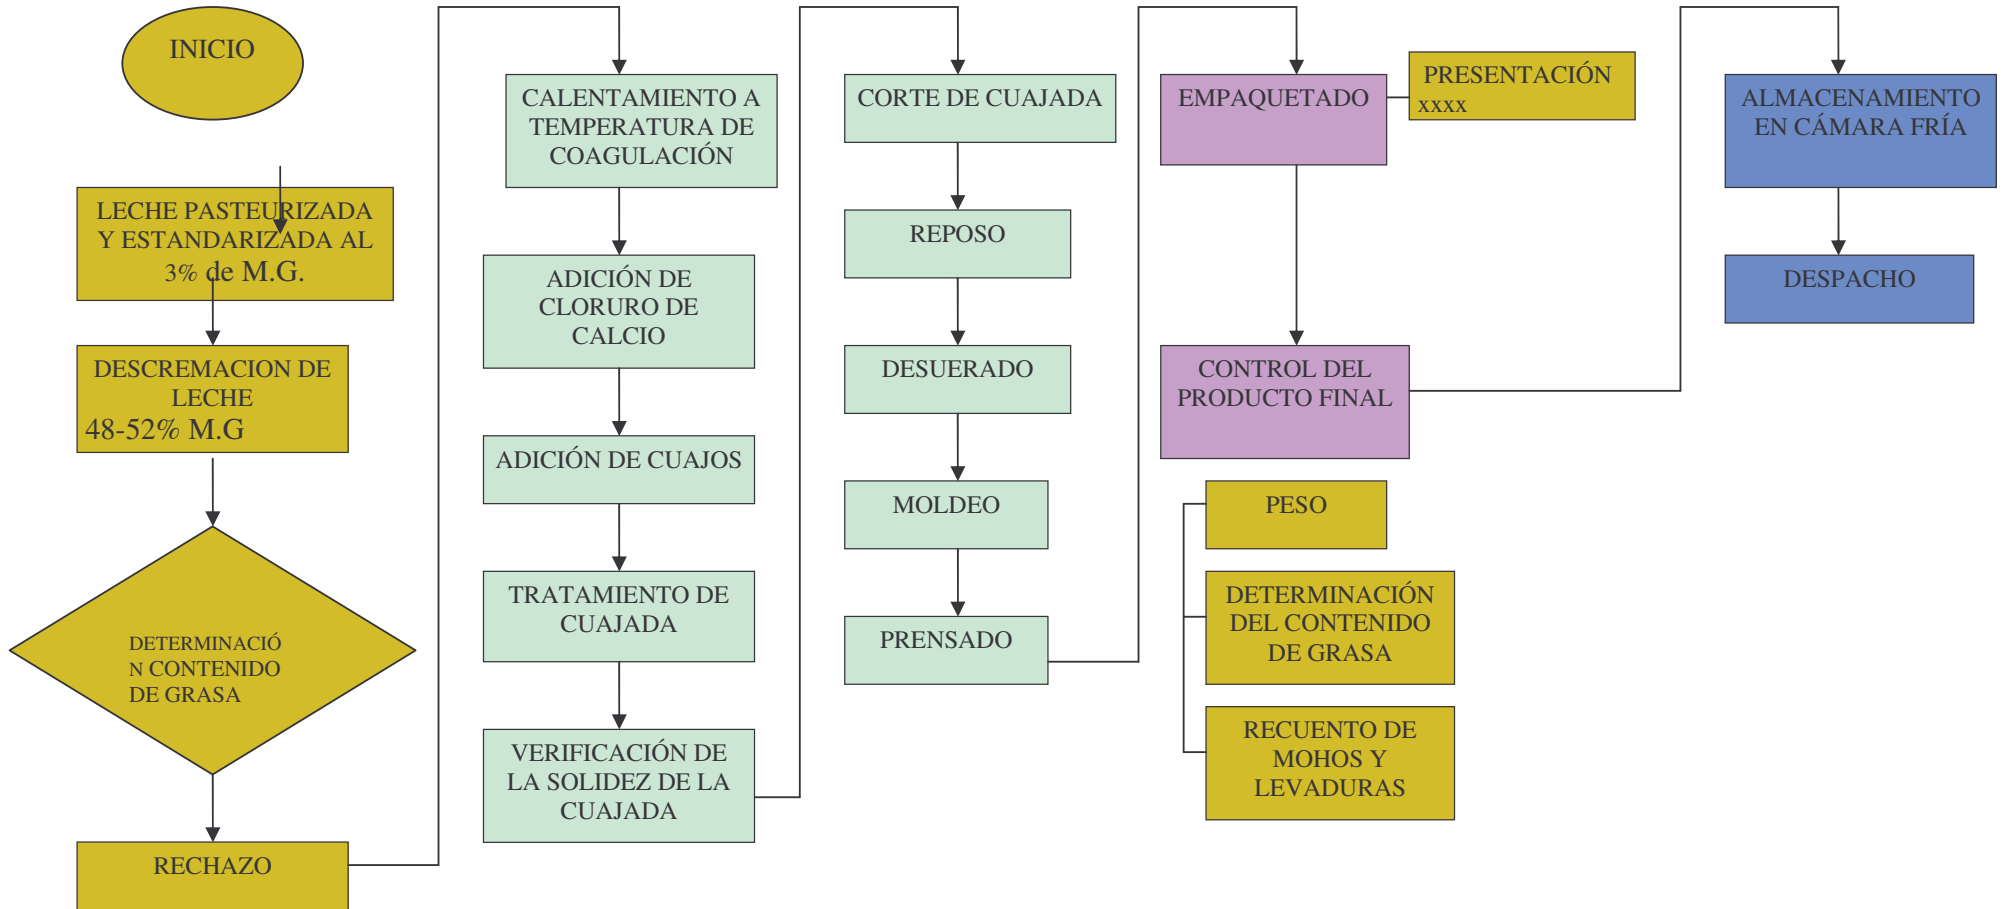 INICIO
LECHE PASTEURIZADA
Y ESTANDARIZADA AL
3% de M.G.
DESCREMACION DE
LECHE
48-52% M.G
DETERMINACIÓ
N CONTENIDO
DE GRASA
RECHAZO
CALENTAMIENTO A
TEMPERATURA DE
COAGULACIÓN
ADICIÓN DE
CLORURO DE
CALCIO
ADICIÓN DE CUAJOS
TRATAMIENTO DE
CUAJADA
VERIFICACIÓN DE
LA SOLIDEZ DE LA
CUAJADA
CORTE DE CUAJADA
REPOSO
DESUERADO
MOLDEO
PRENSADO
EMPAQUETADO
PRESENTACIÓN
xxxx
CONTROL DEL
PRODUCTO FINAL
PESO
DETERMINACIÓN
DEL CONTENIDO
DE GRASA
RECUENTO DE
MOHOS Y
LEVADURAS
ALMACENAMIENTO
EN CÁMARA FRÍA
DESPACHO